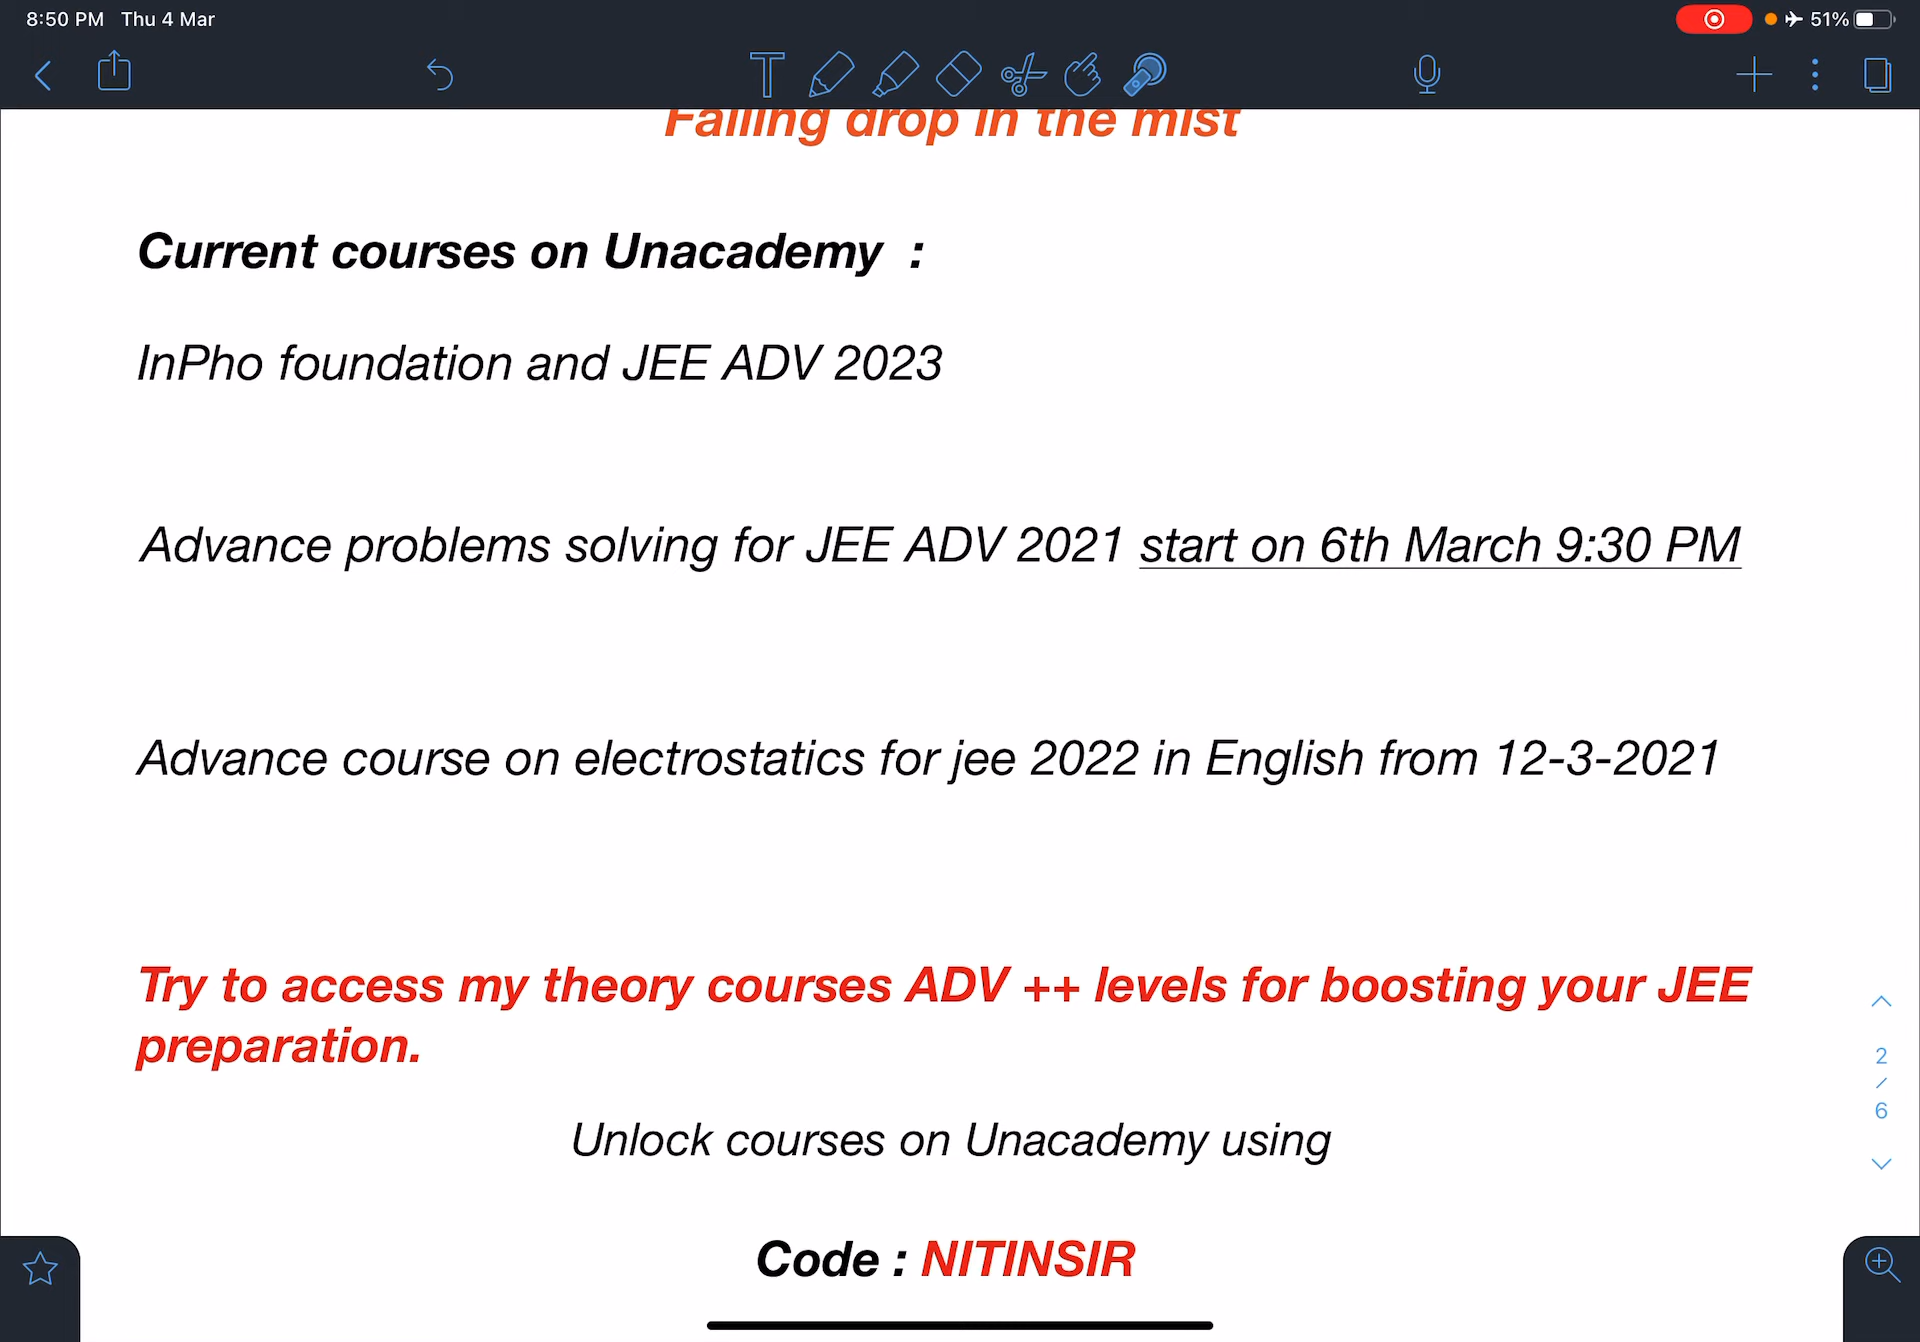 8:50 PM Thu 4 Mar
51%
Falling drop in the mist
Current courses on Unacademy :
InPho foundation and JEE ADV 2023
Advance problems solving for JEE ADV 2021 start on 6th March 9:30 PM
Advance course on electrostatics for jee 2022 in English from 12-3-2021
Try to access my theory courses ADV ++ levels for boosting your JEE
preparation.
2
/
6
Unlock courses on Unacademy using
Code : NITINSIR